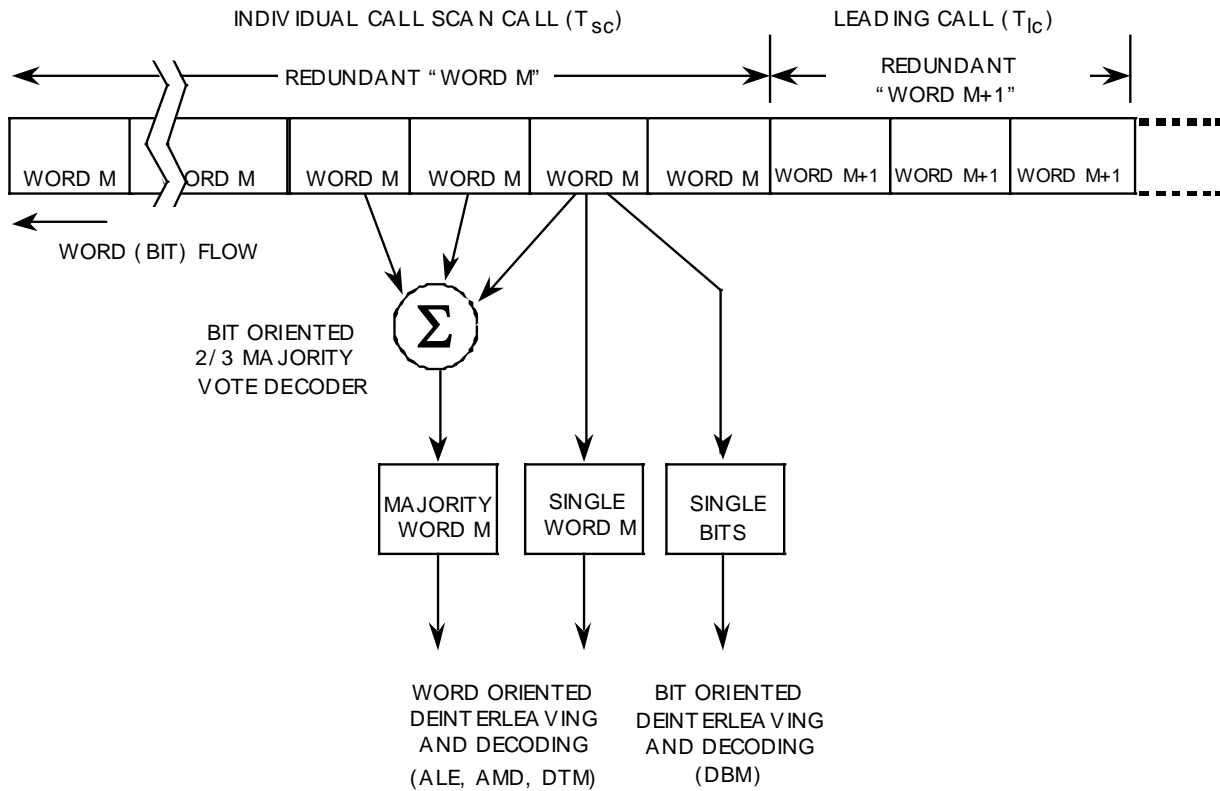 INDIVIDUAL CALL SCAN CALL (Tsc)
LEADING CALL (Tlc)
REDUNDANT “WORD M”
REDUNDANT
“WORD M+1”
WORD M
ORD M
WORD M
WORD M
WORD M
WORD M
WORD M+1
WORD M+1
WORD M+1
WORD (BIT) FLOW
BIT ORIENTED
2/3 MAJORITY
VOTE DECODER
Σ
MAJORITY
WORD M
SINGLE
WORD M
SINGLE
BITS
WORD ORIENTED
DEINTERLEAVING
AND DECODING
(ALE, AMD, DTM)
BIT ORIENTED
DEINTERLEAVING
AND DECODING
(DBM)